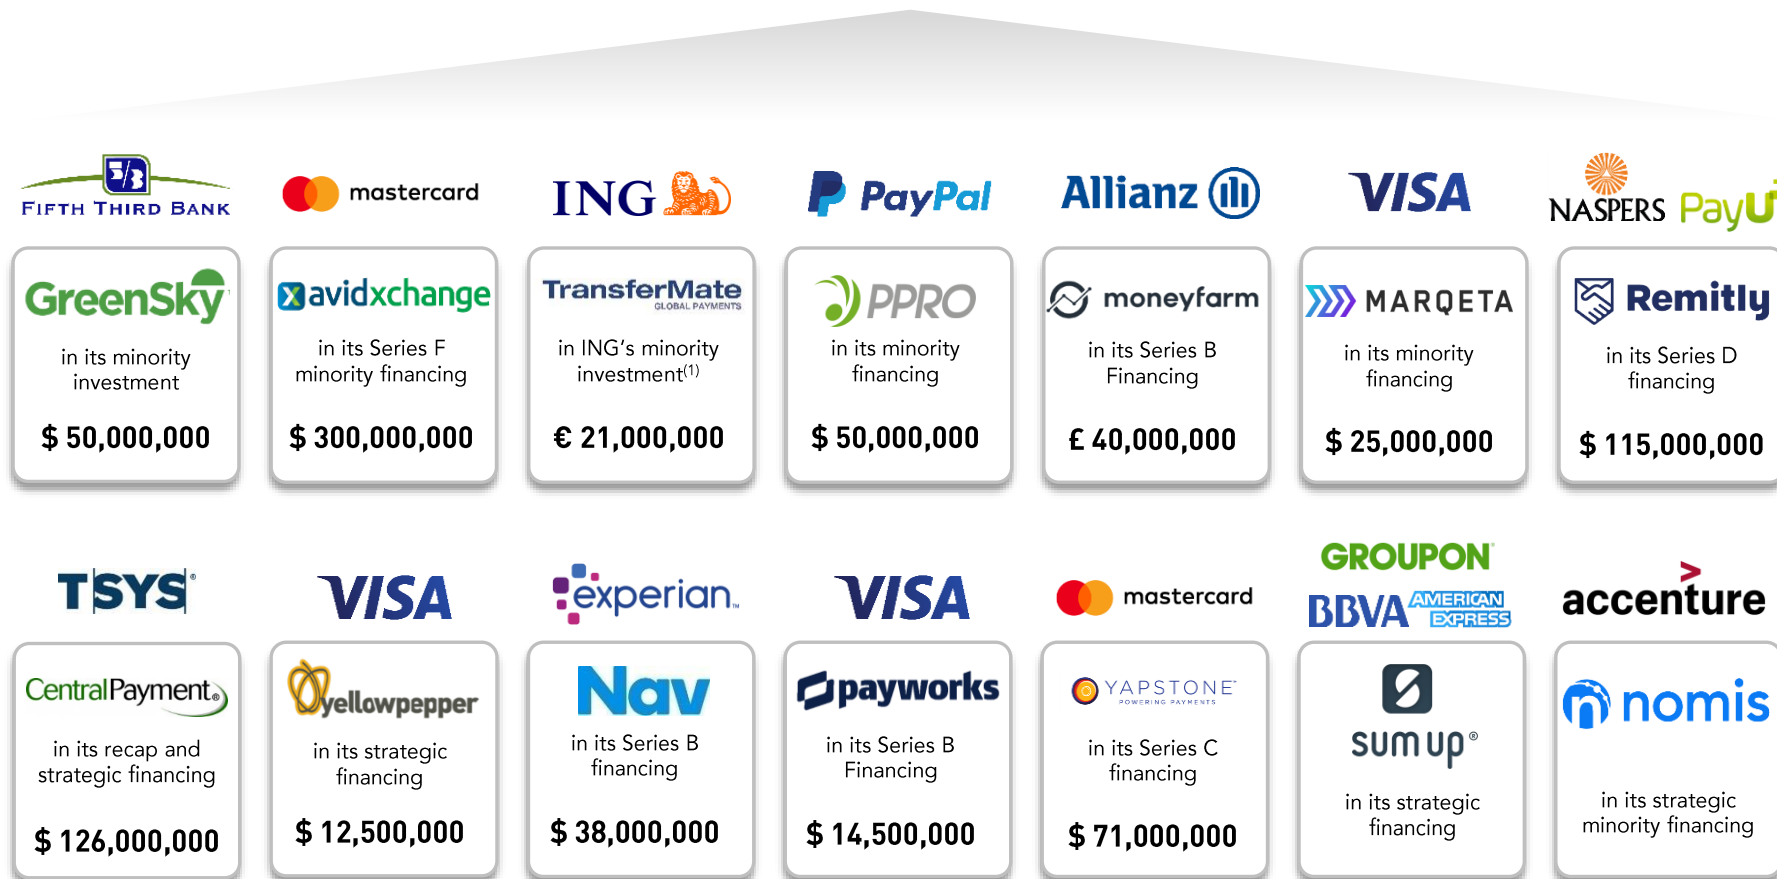 FIFTH THIRD BANK
mastercard
ING
PayPal
Allianz
VISA
NASPERS PayU
GreenSky
in its minority
investment
$ 50,000,000
avidxchange
in its Series F
minority financing
$ 300,000,000
TransferMate
GLOBAL PAYMENTS
in ING's minority
investment(1)
€ 21,000,000
PPRO
in its minority
financing
$ 50,000,000
moneyfarm
in its Series B
Financing
£ 40,000,000
MARQETA
in its minority
financing
$ 25,000,000
Remitly
in its Series D
financing
$ 115,000,000
TSYS®
VISA
experian™
VISA
mastercard
GROUPON
BBVA AMERICAN
EXPRESS
accenture
CentralPayment®
in its recap and
strategic financing
$ 126,000,000
yellowpepper
in its strategic
financing
$ 12,500,000
Nav
in its Series B
financing
$ 38,000,000
payworks
in its Series B
Financing
$ 14,500,000
YAPSTONE™
POWERING PAYMENTS
in its Series C
financing
$ 71,000,000
sumup®
in its strategic
financing
nomis
in its strategic
minority financing